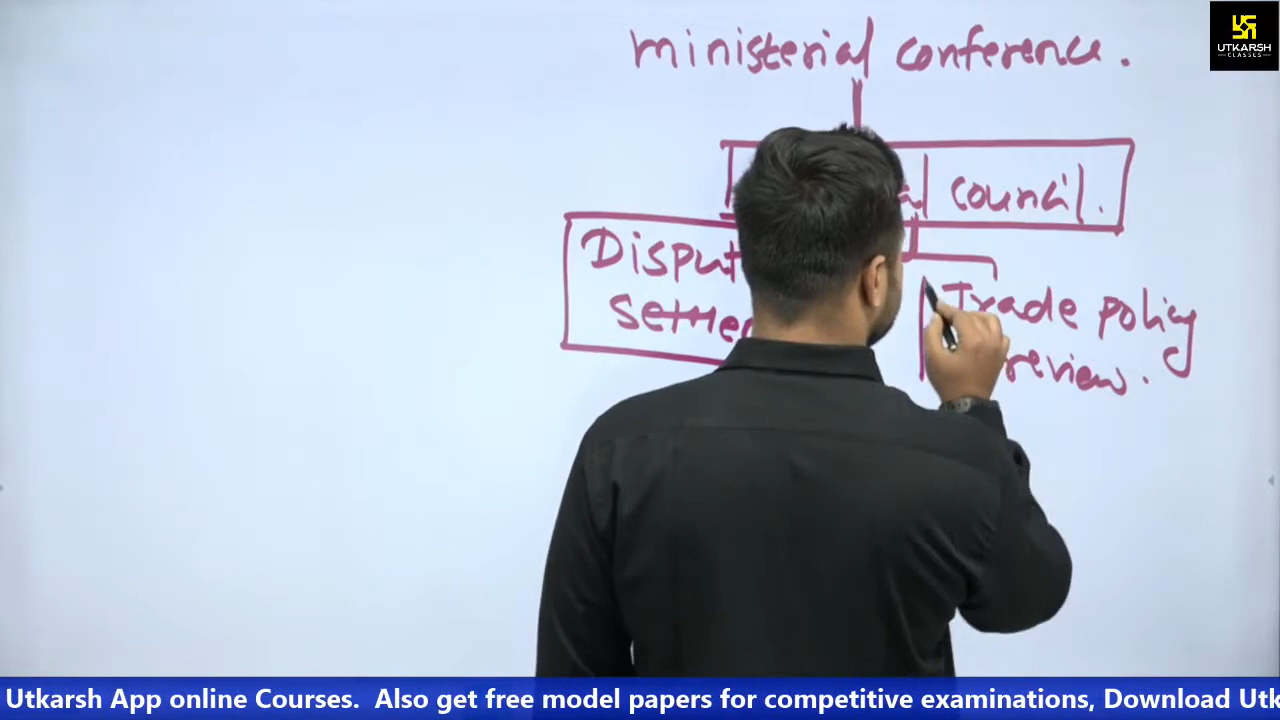 ministerial conference.
council.
Disput
settlem
Trade policy
review.
UTKARSH
CLASSES
Utkarsh App online Courses. Also get free model papers for competitive examinations, Download Utk